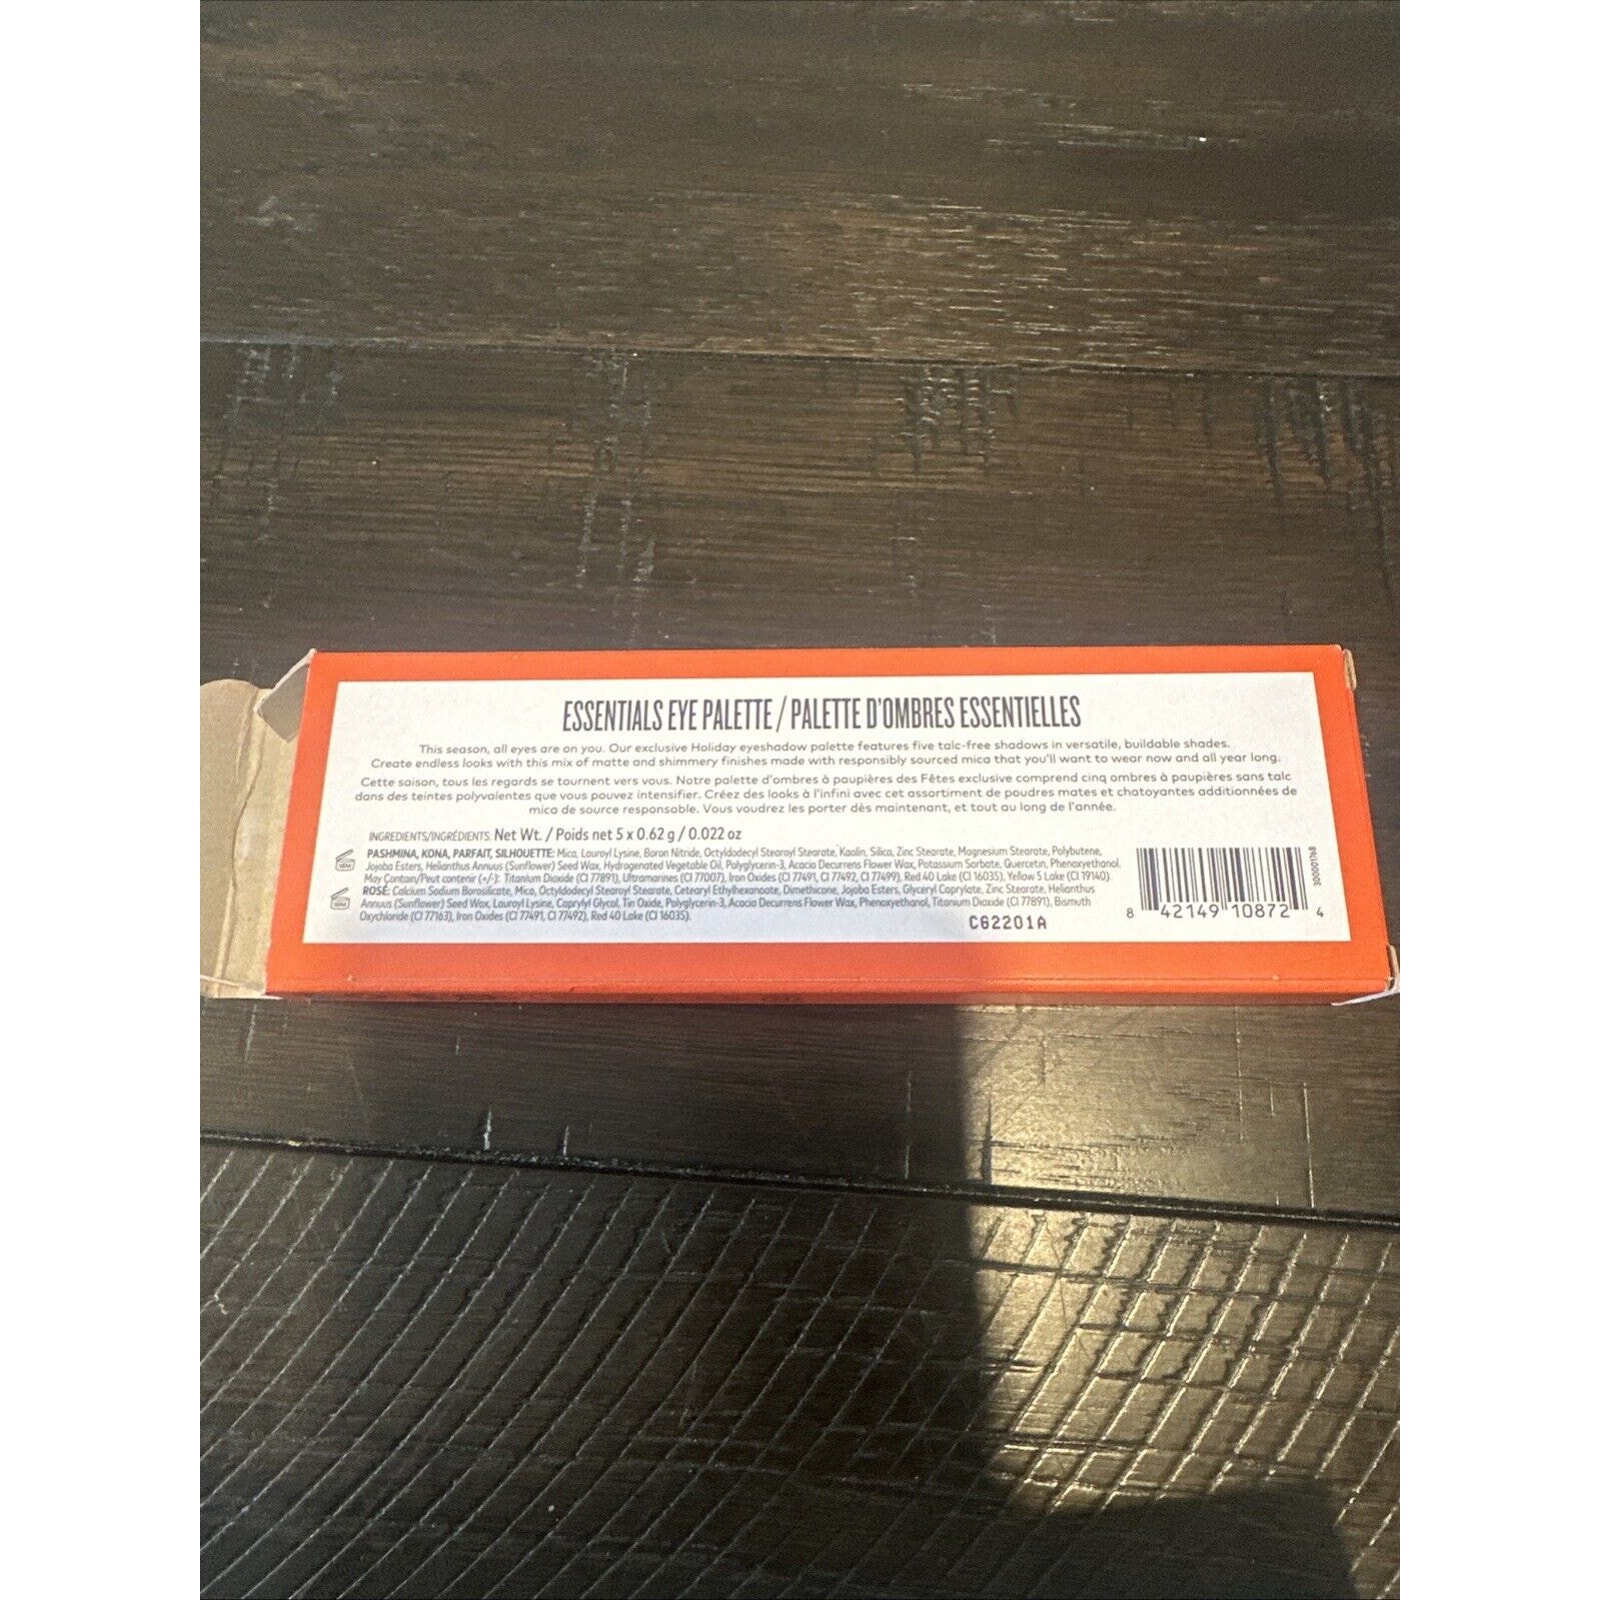 ESSENTIALS EYE PALETTE / PALETTE D'OMBRES ESSENTIELLES
This season, all eyes are on you. Our exclusive Holiday eyeshadow palette features five talc-free shadows in versatile, buildable shades.
Create endless looks with this mix of matte and shimmery finishes made with responsibly sourced mica that you'll want to wear now and all year long.
Cette saison, tous les regards se tournent vers vous. Notre palette d'ombres à paupières des Fêtes exclusive comprend cinq ombres à paupières sans talc
dans des teintes polyvalentes que vous pouvez intensifier. Créez des looks à l'infini avec cet assortiment de poudres mates et chatoyantes additionnées de
mica de source responsable. Vous voudrez les porter dès maintenant, et tout au long de l'année.
INGREDIENTS/INGRÉDIENTS: Net Wt. / Poids net 5 x 0.62 g / 0.022 oz
PASHMINA, KONA, PARFAIT, SILHOUETTE: Mica, Lauroyl Lysine, Boron Nitride, Octyldodecyl Stearoyl Stearate, Kaolin, Silica, Zinc Stearate, Magnesium Stearate, Polybutene,
Jojoba Esters, Helianthus Annuus (Sunflower) Seed Wax, Hydrogenated Vegetable Oil, Polyglycerin-3, Acacia Decurrens Flower Wax, Potassium Sorbate, Quercetin, Phenoxyethanol.
May Contain/Peut contenir (+/-): Titanium Dioxide (CI 77891), Ultramarines (CI 77007), Iron Oxides (CI 77491, CI 77492, CI 77499), Red 40 Lake (CI 16035), Yellow 5 Lake (CI 19140)
ROSÉ: Calcium Sodium Borosilicate, Mica, Octyldodecyl Stearoyl Stearate, Cetearyl Ethylhexanoate, Dimethicone, Jojoba Esters, Glyceryl Caprylate, Zinc Stearate, Helianthus
Annuus (Sunflower) Seed Wax, Lauroyl Lysine, Caprylyl Glycol, Tin Oxide, Polyglycerin-3, Acacia Decurrens Flower Wax, Phenoxyethanol, Titanium Dioxide (CI 77891), Bismuth
Oxychloride (CI 77163), Iron Oxides (CI 77491, CI 77492), Red 40 Lake (CI 16035).
C62201A
8 42149 10872 4
300001768